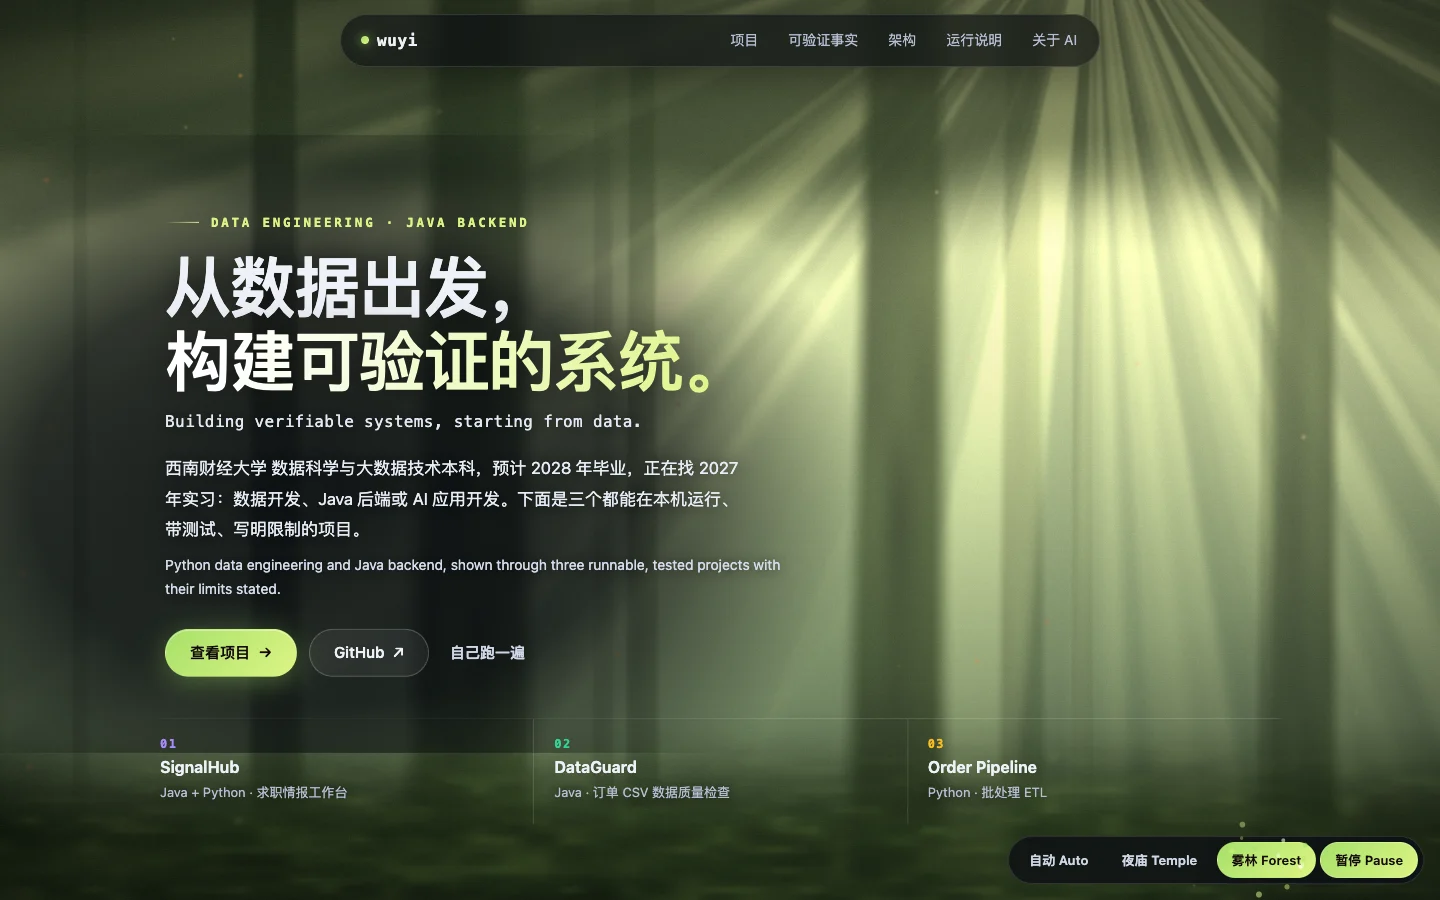 wuyi
项目 可验证事实 架构 运行说明 关于 AI
DATA ENGINEERING · JAVA BACKEND
从数据出发，
构建可验证的系统。
Building verifiable systems, starting from data.
西南财经大学 数据科学与大数据技术本科，预计 2028 年毕业，正在找 2027
年实习：数据开发、Java 后端或 AI 应用开发。下面是三个都能在本机运行、
带测试、写明限制的项目。
Python data engineering and Java backend, shown through three runnable, tested projects with
their limits stated.
查看项目 → GitHub ↗ 自己跑一遍
01
SignalHub
Java + Python · 求职情报工作台
02
DataGuard
Java · 订单 CSV 数据质量检查
03
Order Pipeline
Python · 批处理 ETL
自动 Auto 夜庙 Temple 雾林 Forest 暂停 Pause